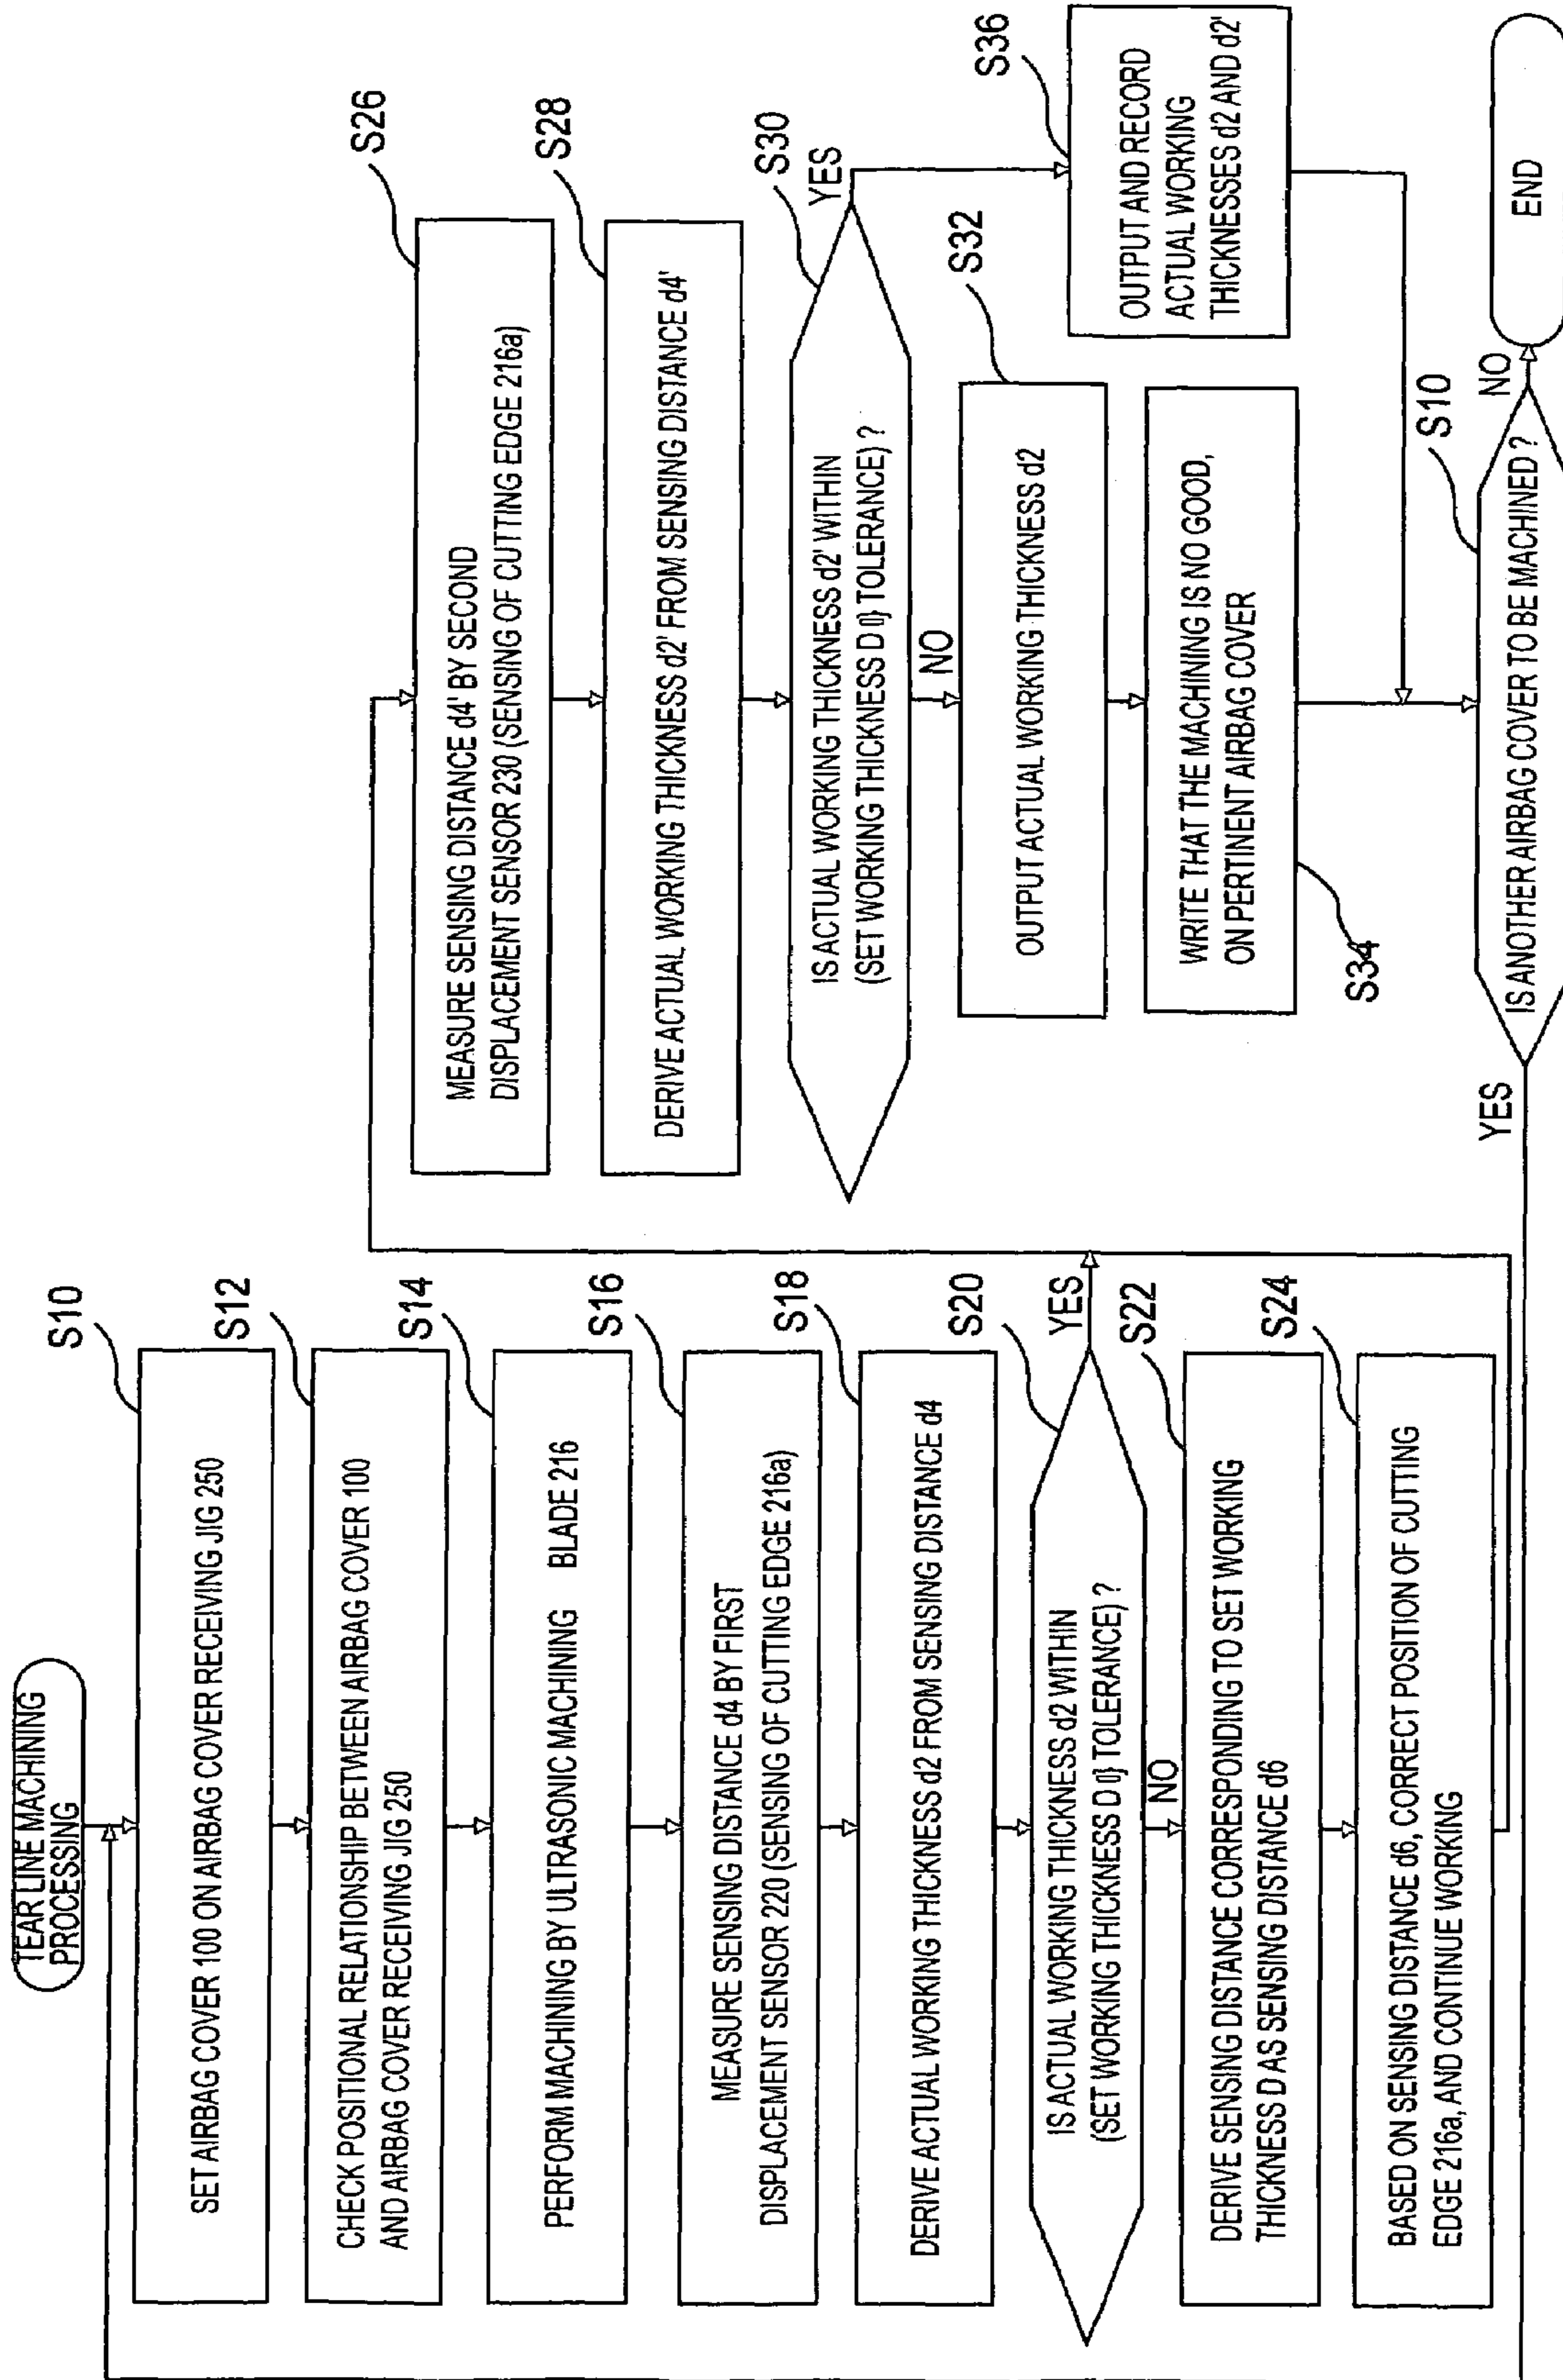 TEAR LINE MACHINING
PROCESSING
S10
SET AIRBAG COVER 100 ON AIRBAG COVER RECEIVING JIG 250
S12
CHECK POSITIONAL RELATIONSHIP BETWEEN AIRBAG COVER 100
AND AIRBAG COVER RECEIVING JIG 250
S14
PERFORM MACHINING BY ULTRASONIC MACHINING BLADE 216
S16
MEASURE SENSING DISTANCE d4 BY FIRST
DISPLACEMENT SENSOR 220 (SENSING OF CUTTING EDGE 216a)
S18
DERIVE ACTUAL WORKING THICKNESS d2 FROM SENSING DISTANCE d4
S20
IS ACTUAL WORKING THICKNESS d2 WITHIN
(SET WORKING THICKNESS D TOLERANCE) ?
YES
NO
S22
DERIVE SENSING DISTANCE CORRESPONDING TO SET WORKING
THICKNESS D AS SENSING DISTANCE d6
S24
BASED ON SENSING DISTANCE d6, CORRECT POSITION OF CUTTING
EDGE 216a, AND CONTINUE WORKING
S26
MEASURE SENSING DISTANCE d4' BY SECOND
DISPLACEMENT SENSOR 230 (SENSING OF CUTTING EDGE 216a)
S28
DERIVE ACTUAL WORKING THICKNESS d2' FROM SENSING DISTANCE d4'
S30
IS ACTUAL WORKING THICKNESS d2' WITHIN
(SET WORKING THICKNESS D TOLERANCE) ?
YES
NO
S32
OUTPUT ACTUAL WORKING THICKNESS d2
WRITE THAT THE MACHINING IS NO GOOD,
ON PERTINENT AIRBAG COVER
S34
S36
OUTPUT AND RECORD
ACTUAL WORKING
THICKNESSES d2 AND d2'
S10
IS ANOTHER AIRBAG COVER TO BE MACHINED ?
YES
NO
END